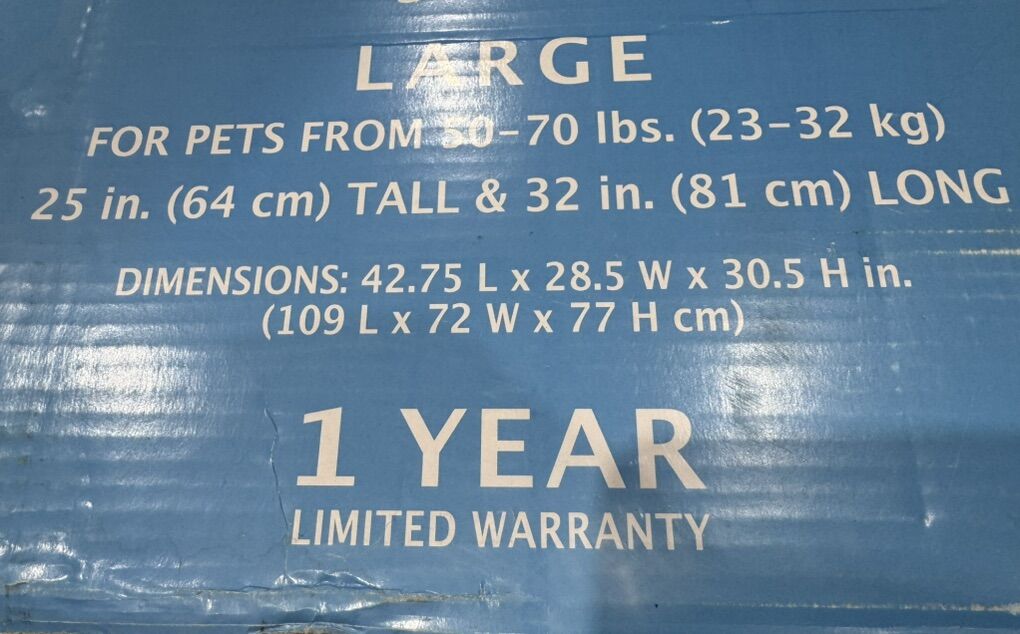 LARGE
FOR PETS FROM 50-70 lbs. (23-32 kg)
25 in. (64 cm) TALL & 32 in. (81 cm) LONG
DIMENSIONS: 42.75 L x 28.5 W x 30.5 H in.
(109 L x 72 W x 77 H cm)
1 YEAR
LIMITED WARRANTY